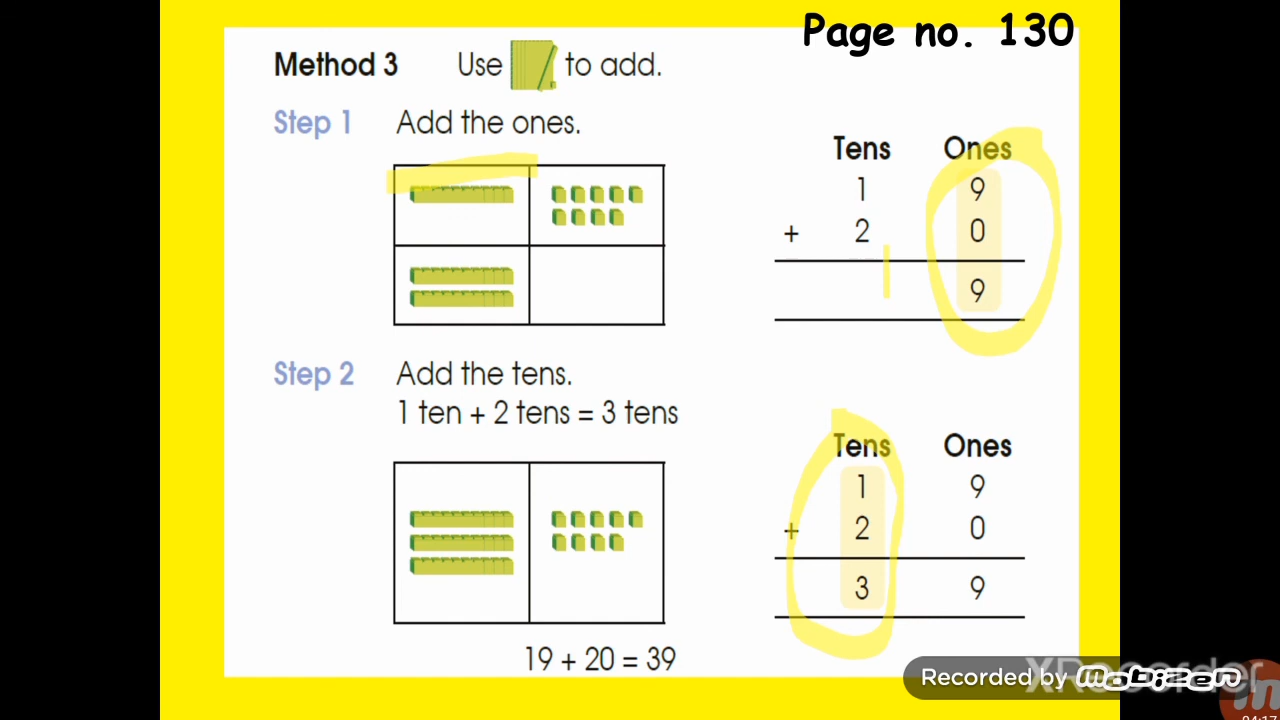 Page no. 130
Method 3 Use to add.
Step 1 Add the ones.
Tens Ones
1 9
+ 2 0
9
Step 2 Add the tens.
1 ten + 2 tens = 3 tens
Tens Ones
1 9
+ 2 0
3 9
19 + 20 = 39
Recorded by
04:17